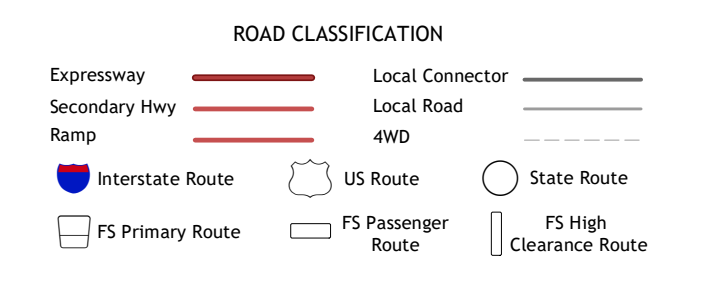 ROAD CLASSIFICATION
Expressway
Local Connector
Secondary Hwy
Local Road
Ramp
4WD
Interstate Route
US Route
State Route
FS Primary Route
FS Passenger
Route
FS High
Clearance Route